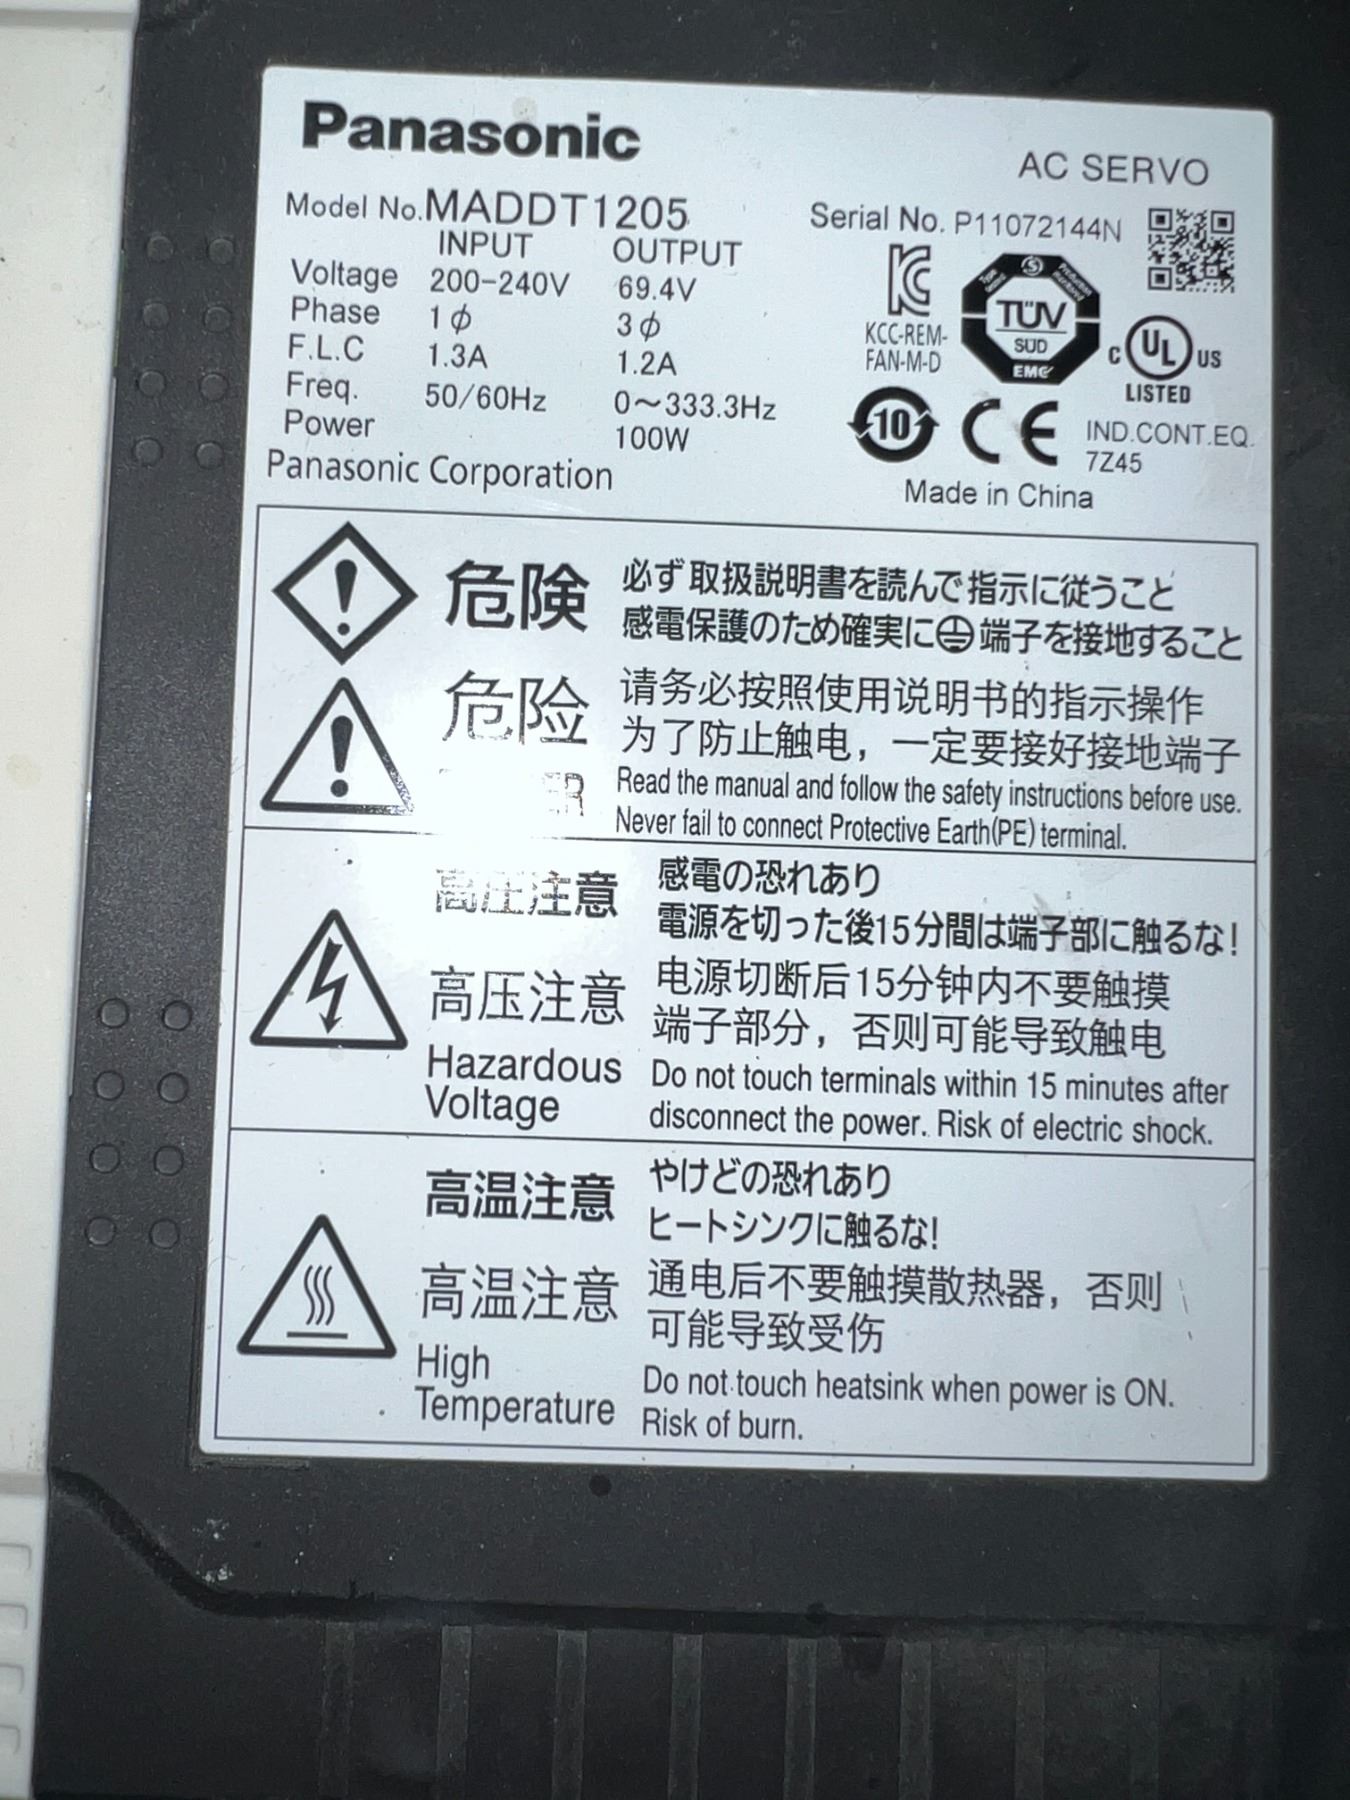 Panasonic
AC SERVO
Model No.MADDT1205
Serial No. P11072144N
INPUT OUTPUT
Voltage 200-240V 69.4V
Phase 1ϕ 3ϕ
F.L.C 1.3A 1.2A
Freq. 50/60Hz 0～333.3Hz
Power 100W
Panasonic Corporation
KCC-REM-
FAN-M-D
TÜV
SÜD
EMC
C UL US
LISTED
10
CE
IND.CONT.EQ.
7Z45
Made in China
危険
必ず取扱説明書を読んで指示に従うこと
感電保護のため確実に⏚端子を接地すること
危险
请务必按照使用说明书的指示操作
为了防止触电，一定要接好接地端子
Read the manual and follow the safety instructions before use.
Never fail to connect Protective Earth(PE) terminal.
高圧注意
感電の恐れあり
電源を切った後15分間は端子部に触るな!
高压注意
电源切断后15分钟内不要触摸
端子部分，否则可能导致触电
Hazardous
Voltage
Do not touch terminals within 15 minutes after
disconnect the power. Risk of electric shock.
高温注意
やけどの恐れあり
ヒートシンクに触るな!
高温注意
通电后不要触摸散热器，否则
可能导致受伤
High
Temperature
Do not touch heatsink when power is ON.
Risk of burn.